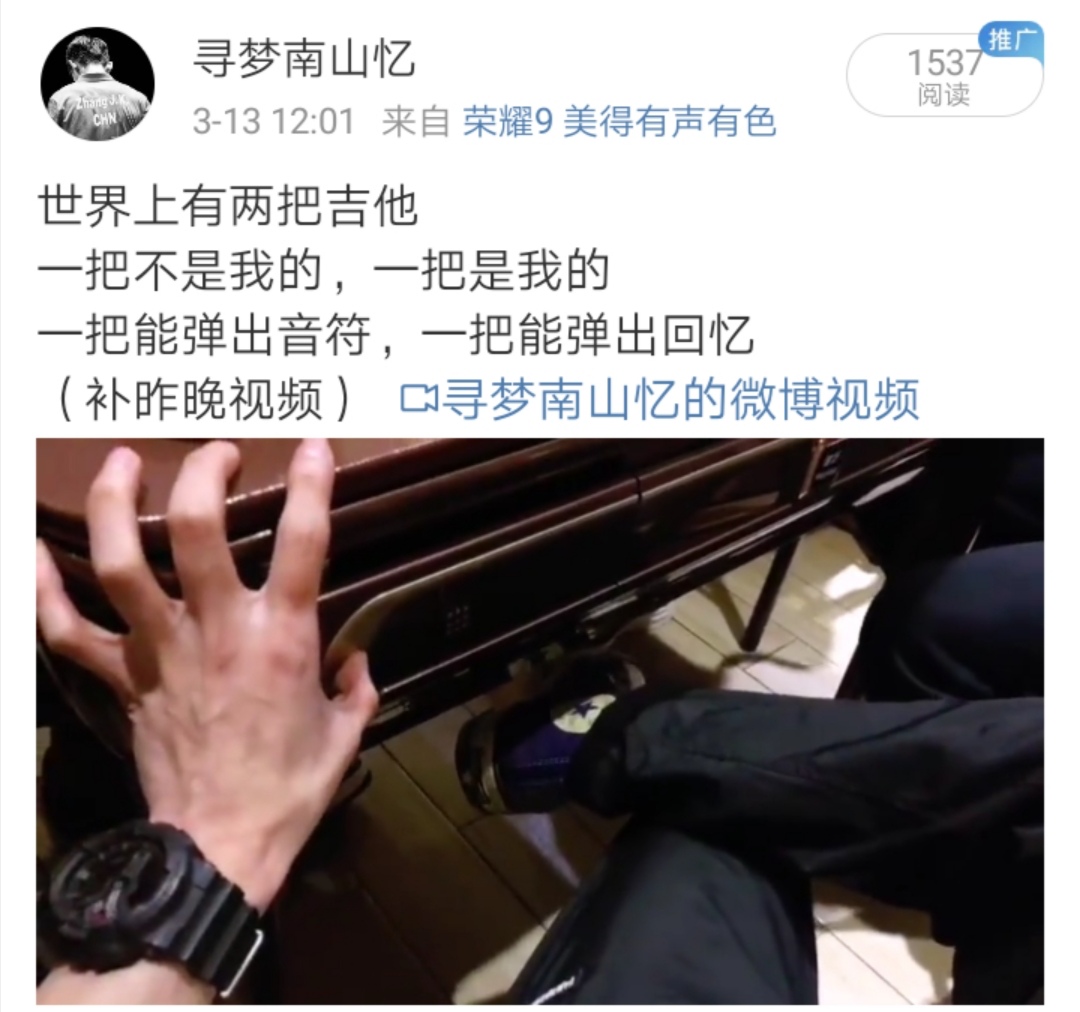 寻梦南山忆
推广
1537
阅读
3-13 12:01 来自 荣耀9 美得有声有色
Zhang J.K
CHN
世界上有两把吉他
一把不是我的，一把是我的
一把能弹出音符，一把能弹出回忆
（补昨晚视频） 寻梦南山忆的微博视频